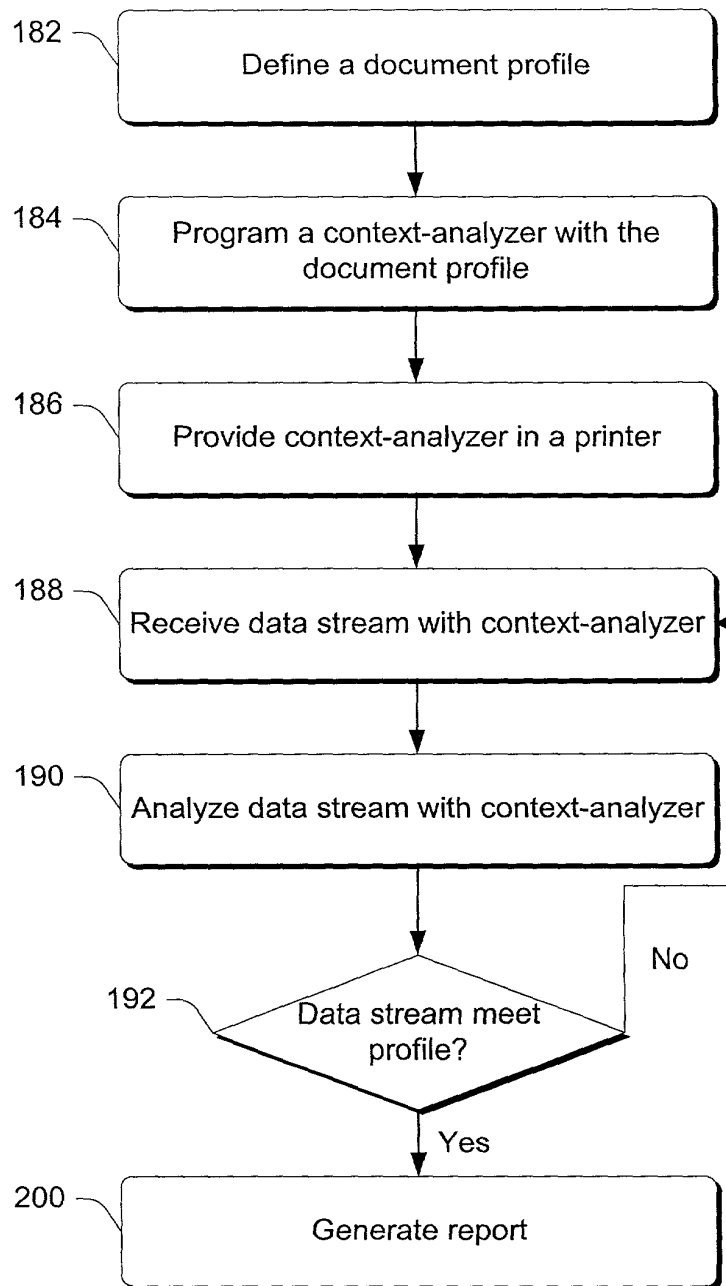 182
Define a document profile
184
Program a context-analyzer with the
document profile
186
Provide context-analyzer in a printer
188
Receive data stream with context-analyzer
190
Analyze data stream with context-analyzer
No
192
Data stream meet
profile?
Yes
200
Generate report